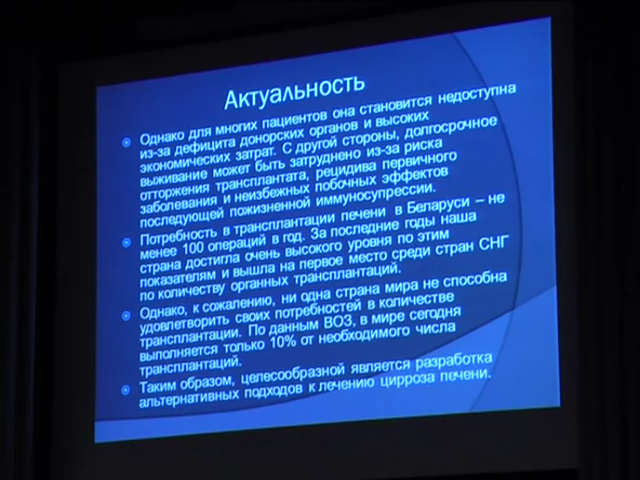 Актуальность
Однако для многих пациентов она становится недоступна
из-за дефицита донорских органов и высоких
экономических затрат. С другой стороны, долгосрочное
выживание может быть затруднено из-за риска
отторжения трансплантата, рецидива первичного
заболевания и неизбежных побочных эффектов
последующей пожизненной иммуносупрессии.
Потребность в трансплантации печени в Беларуси – не
менее 100 операций в год. За последние годы наша
страна достигла очень высокого уровня по этим
показателям и вышла на первое место среди стран СНГ
по количеству органных трансплантаций.
Однако, к сожалению, ни одна страна мира не способна
удовлетворить своих потребностей в количестве
трансплантации. По данным ВОЗ, в мире сегодня
выполняется только 10% от необходимого числа
трансплантаций.
Таким образом, целесообразной является разработка
альтернативных подходов к лечению цирроза печени.